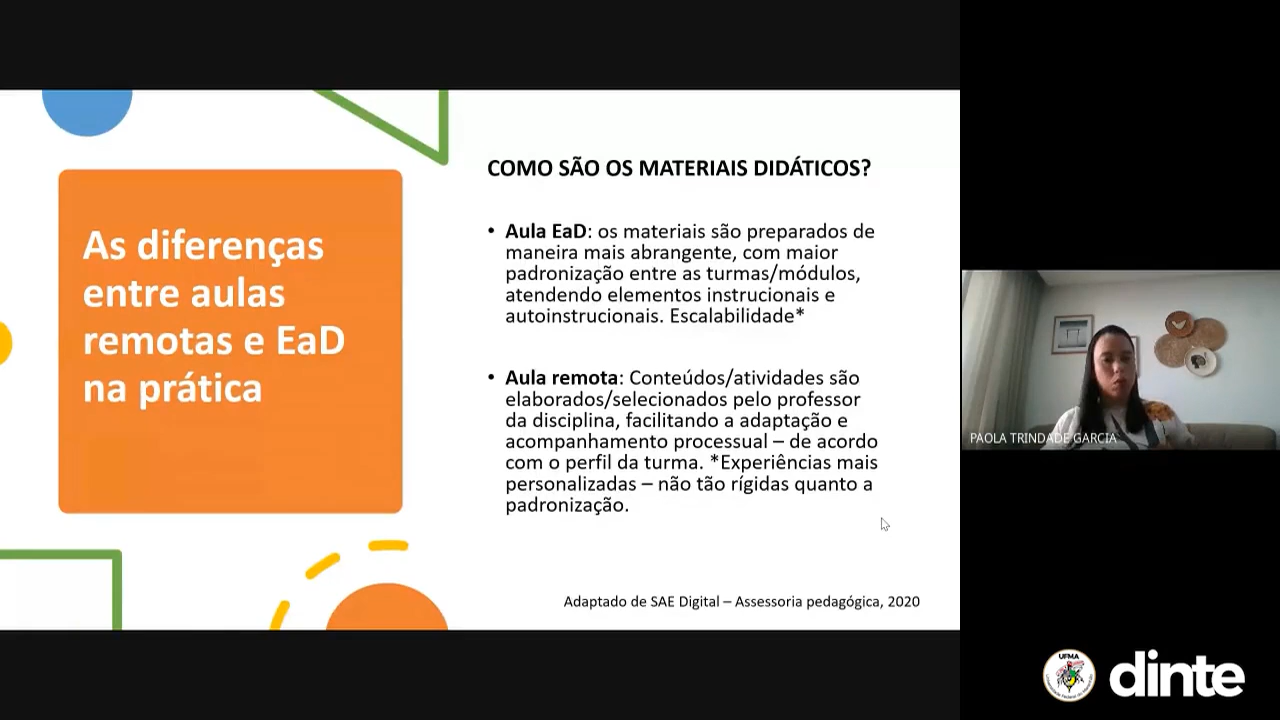 As diferenças
entre aulas
remotas e EaD
na prática
COMO SÃO OS MATERIAIS DIDÁTICOS?
• Aula EaD: os materiais são preparados de
maneira mais abrangente, com maior
padronização entre as turmas/módulos,
atendendo elementos instrucionais e
autoinstrucionais. Escalabilidade*
• Aula remota: Conteúdos/atividades são
elaborados/selecionados pelo professor
da disciplina, facilitando a adaptação e
acompanhamento processual – de acordo
com o perfil da turma. *Experiências mais
personalizadas – não tão rígidas quanto a
padronização.
Adaptado de SAE Digital – Assessoria pedagógica, 2020
PAOLA TRINDADE GARCIA
UFMA
dinte